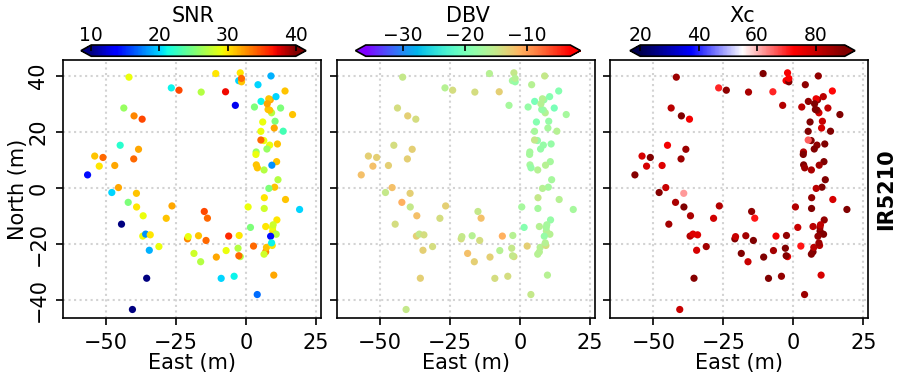 SNR DBV Xc
10 20 30 40 −30 −20 −10 20 40 60 80
40
20
0
−20
−40
North (m)
IR5210
−50 −25 0 25 −50 −25 0 25 −50 −25 0 25
East (m) East (m) East (m)